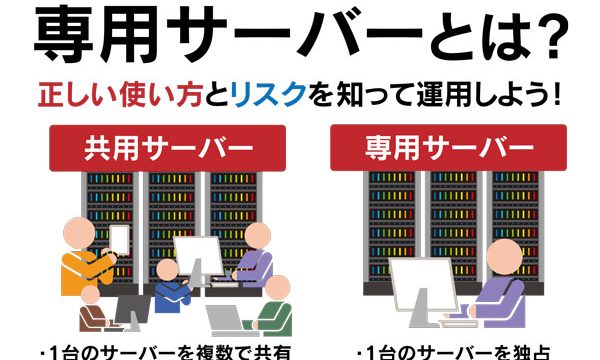 専用サーバーとは?
正しい使い方とリスクを知って運用しよう!
共用サーバー
専用サーバー
・1台のサーバーを複数で共有
・1台のサーバーを独占